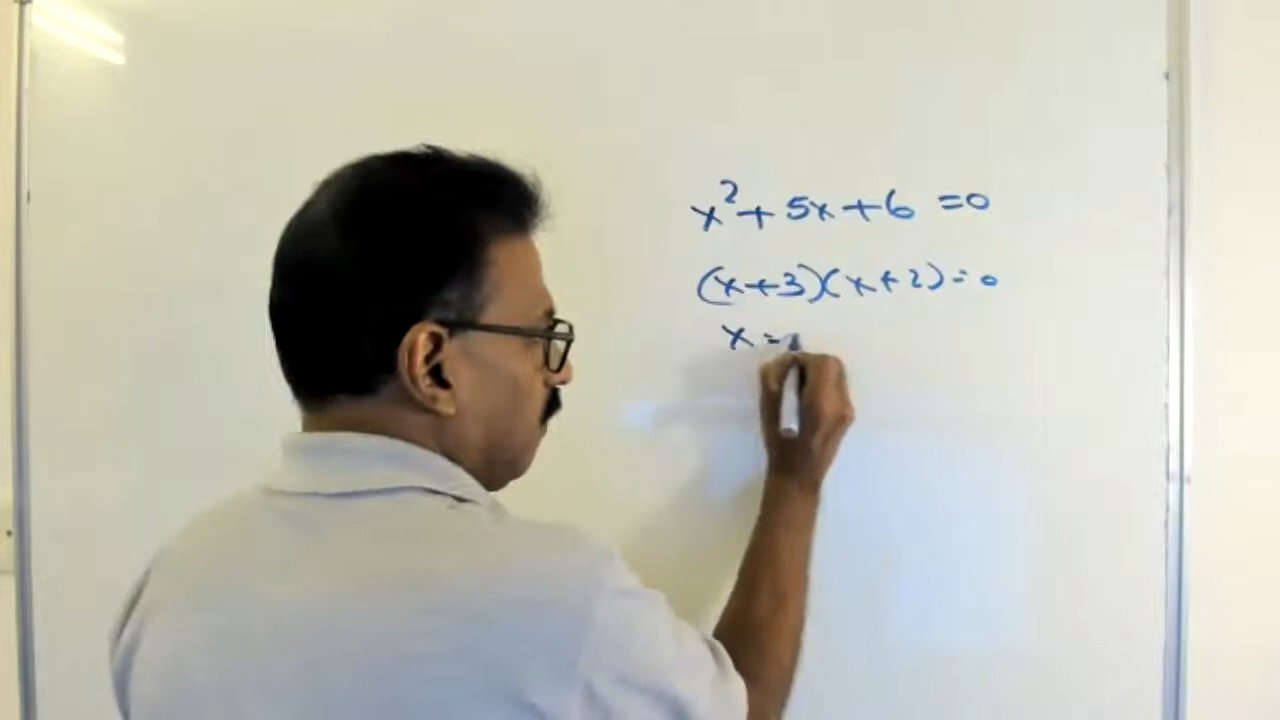 x² + 5x + 6 = 0
(x + 3)(x + 2) = 0
x =